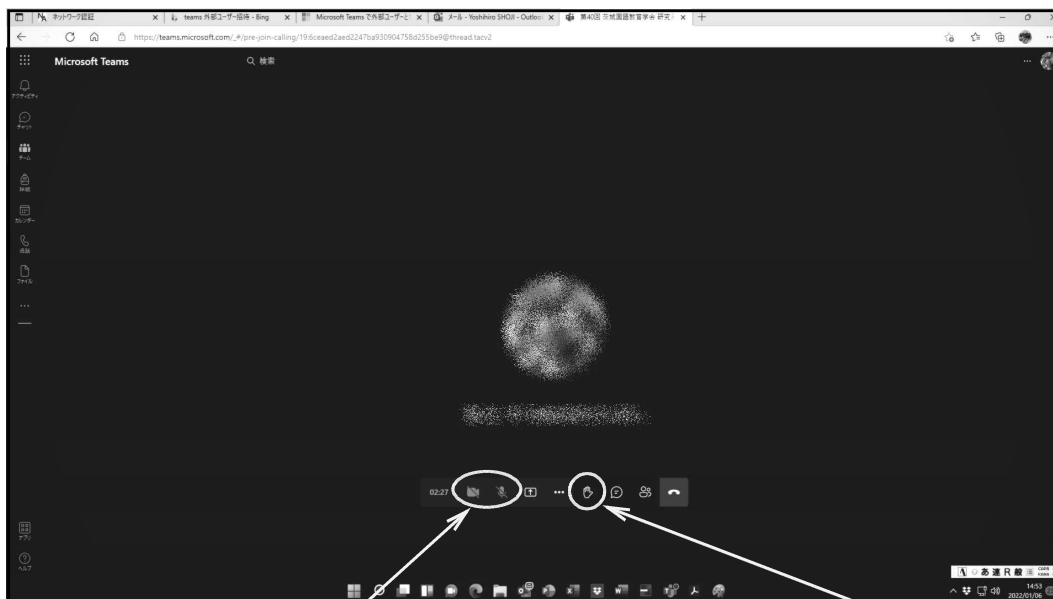 ネットワーク認証
teams 外部ユーザー招待 - Bing
Microsoft Teams で外部ユーザーと
メール - Yoshihiro SHOJI - Outloo
第40回 茨城国語教育学会 研究
https://teams.microsoft.com/_#/pre-join-calling/19:6ceaed2aed2247ba930904758d255be9@thread.tacv2
Microsoft Teams
検索
アクティビティ
チャット
チーム
課題
カレンダー
通話
ファイル
アプリ
ヘルプ
02:27
あ 連 R 般
14:53
2022/01/06